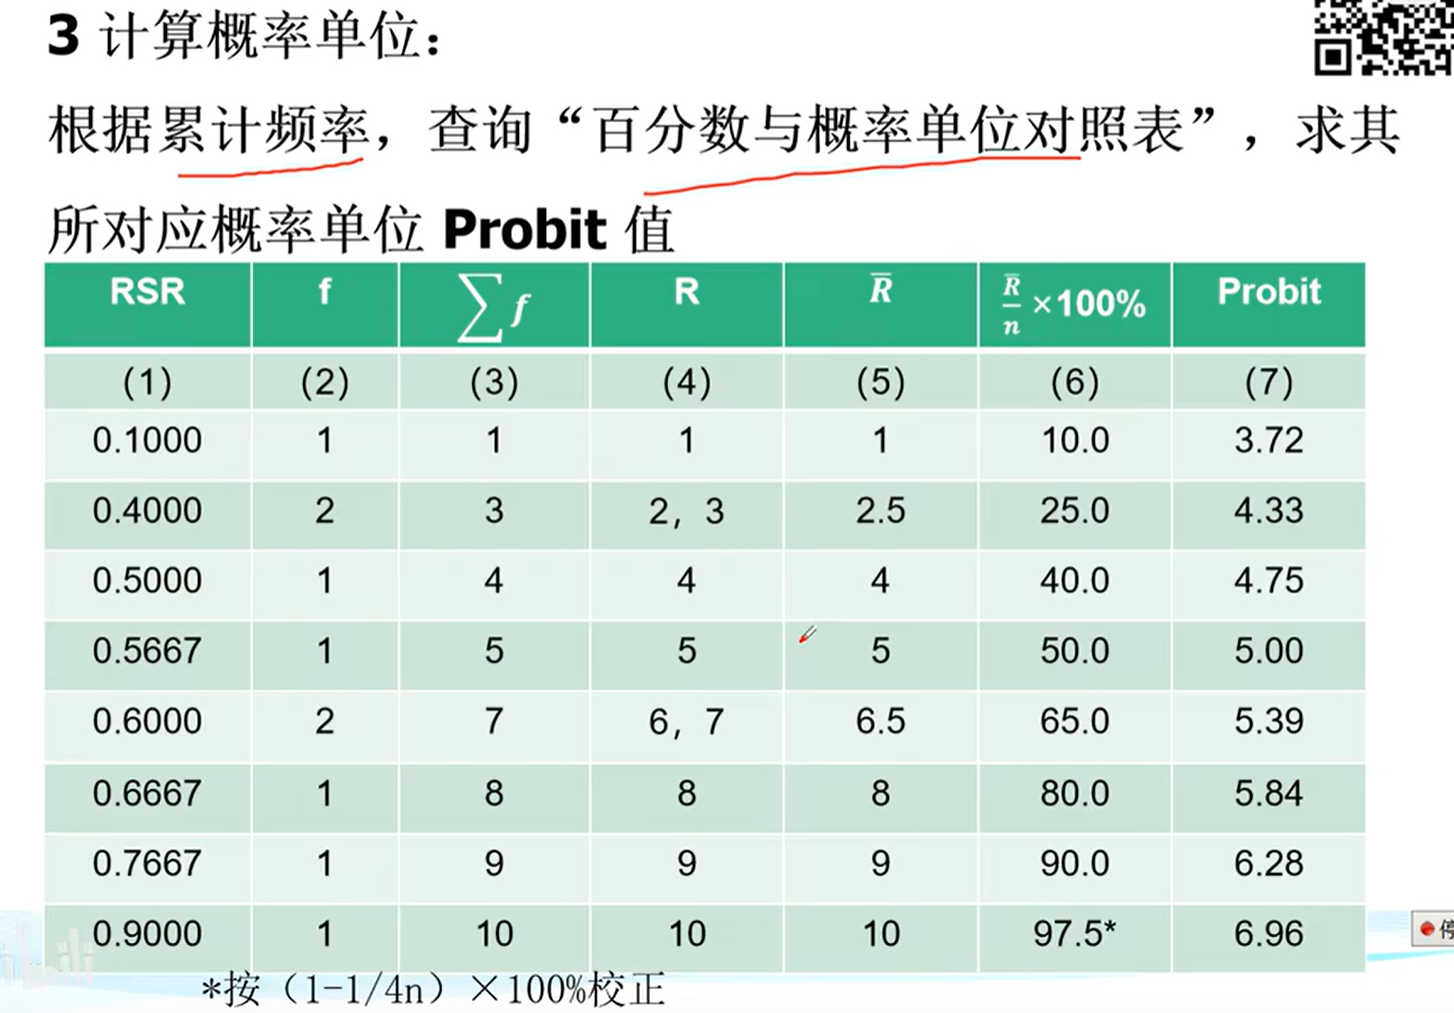 3 计算概率单位：
根据累计频率，查询“百分数与概率单位对照表”，求其
所对应概率单位 Probit 值
RSR f ∑f R R̅ R̅/n ×100% Probit
(1) (2) (3) (4) (5) (6) (7)
0.1000 1 1 1 1 10.0 3.72
0.4000 2 3 2, 3 2.5 25.0 4.33
0.5000 1 4 4 4 40.0 4.75
0.5667 1 5 5 5 50.0 5.00
0.6000 2 7 6, 7 6.5 65.0 5.39
0.6667 1 8 8 8 80.0 5.84
0.7667 1 9 9 9 90.0 6.28
0.9000 1 10 10 10 97.5* 6.96
*按（1-1/4n）×100%校正
停